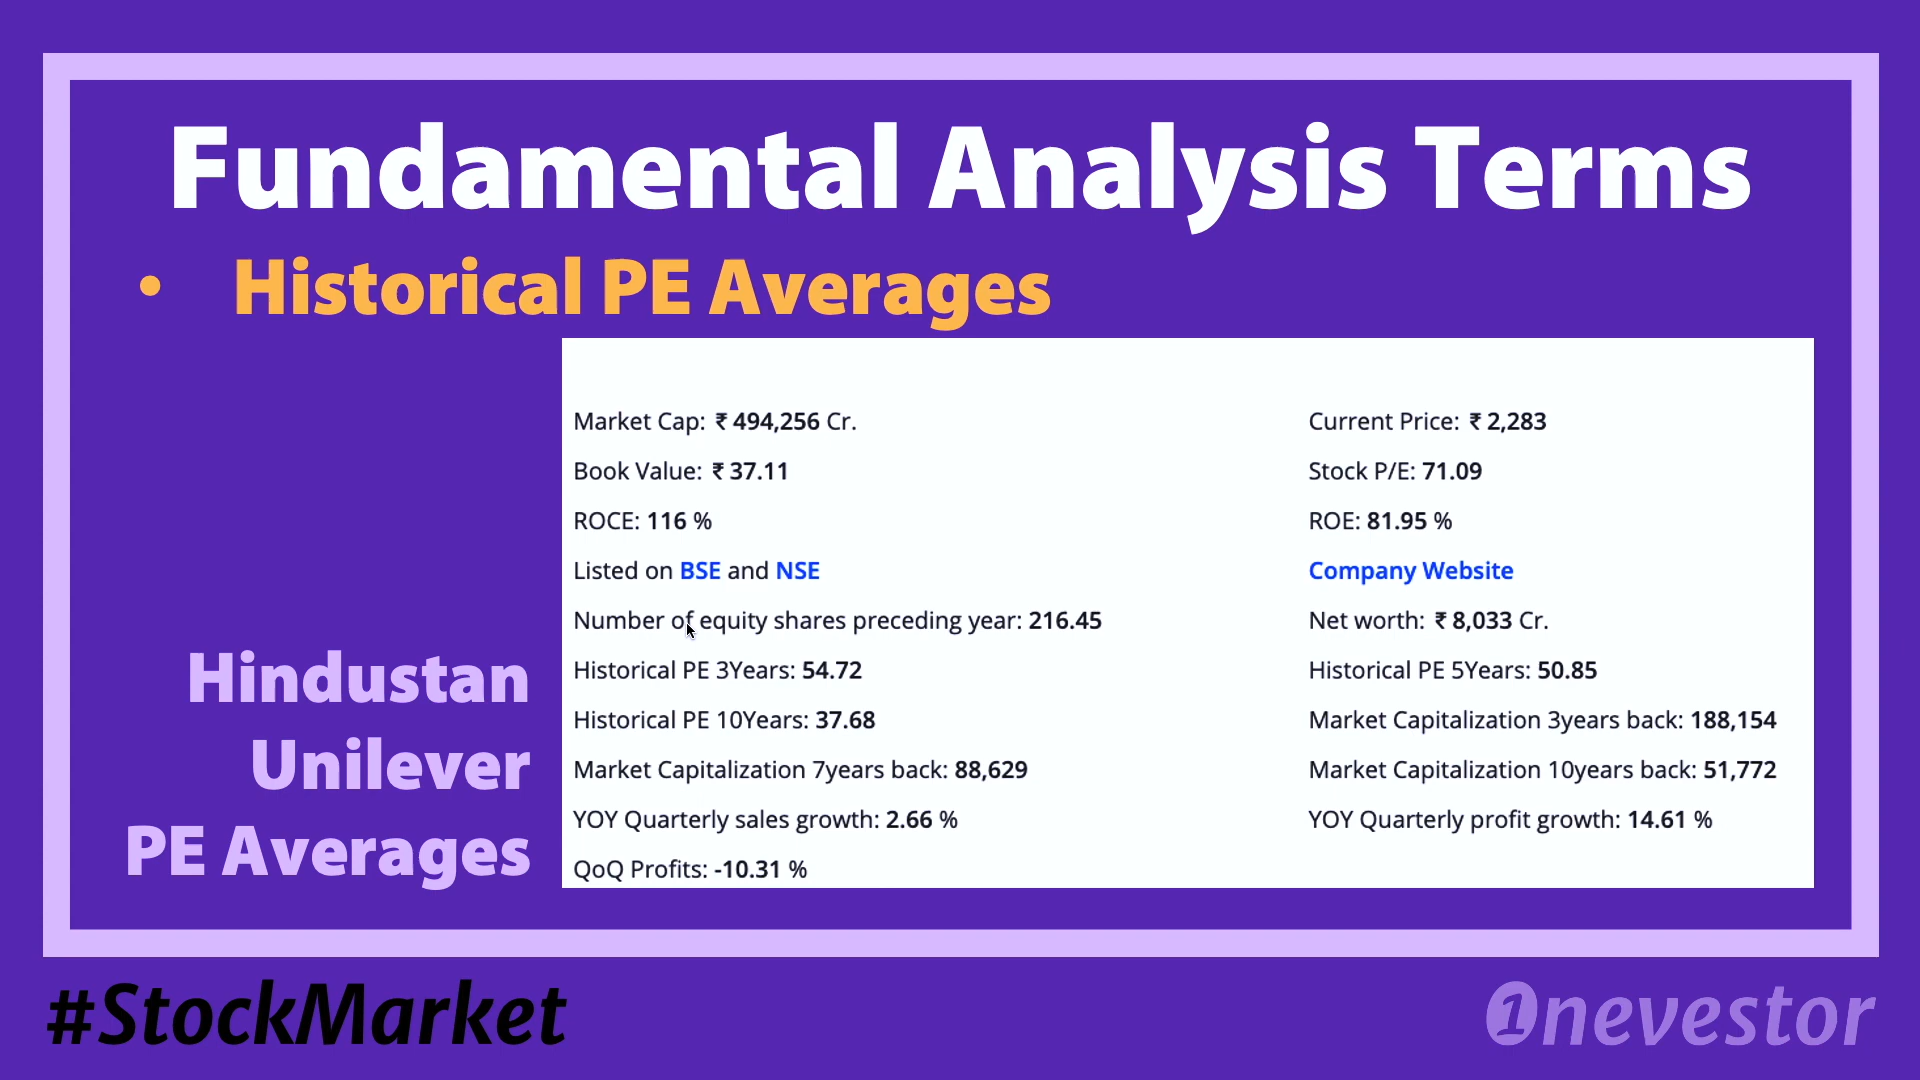 Fundamental Analysis Terms
• Historical PE Averages
Market Cap: ₹ 494,256 Cr.
Current Price: ₹ 2,283
Book Value: ₹ 37.11
Stock P/E: 71.09
ROCE: 116 %
ROE: 81.95 %
Listed on BSE and NSE
Company Website
Number of equity shares preceding year: 216.45
Net worth: ₹ 8,033 Cr.
Historical PE 3Years: 54.72
Historical PE 5Years: 50.85
Historical PE 10Years: 37.68
Market Capitalization 3years back: 188,154
Market Capitalization 7years back: 88,629
Market Capitalization 10years back: 51,772
YOY Quarterly sales growth: 2.66 %
YOY Quarterly profit growth: 14.61 %
QoQ Profits: -10.31 %
Hindustan
Unilever
PE Averages
#StockMarket
1nevestor